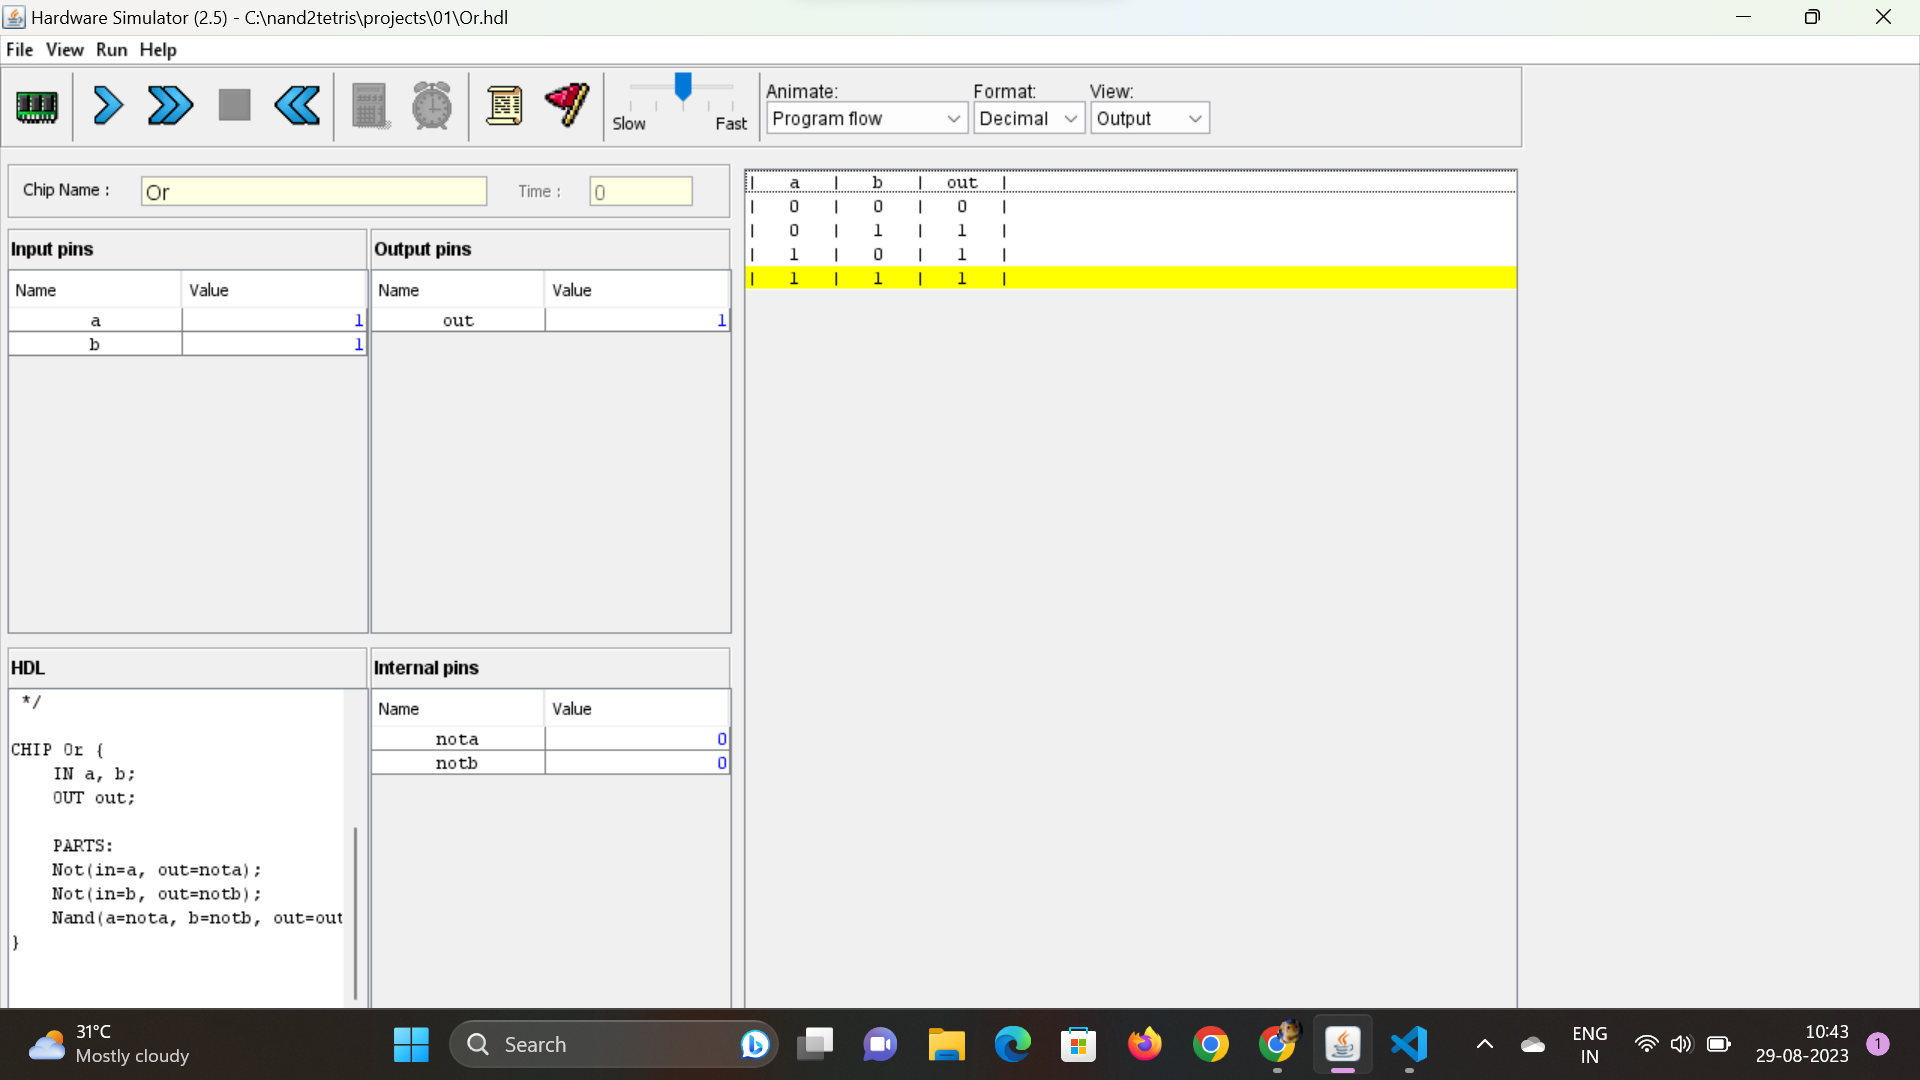 Hardware Simulator (2.5) - C:\nand2tetris\projects\01\Or.hdl
File View Run Help
Slow Fast
Animate: Format: View:
Program flow Decimal Output
Chip Name : Or Time : 0
Input pins
Name Value
a 1
b 1
Output pins
Name Value
out 1
| a | b | out |
| 0 | 0 | 0 |
| 0 | 1 | 1 |
| 1 | 0 | 1 |
| 1 | 1 | 1 |
HDL
*/
CHIP Or {
IN a, b;
OUT out;
PARTS:
Not(in=a, out=nota);
Not(in=b, out=notb);
Nand(a=nota, b=notb, out=out
}
Internal pins
Name Value
nota 0
notb 0
31°C
Mostly cloudy
Search
ENG
IN
10:43
29-08-2023
1